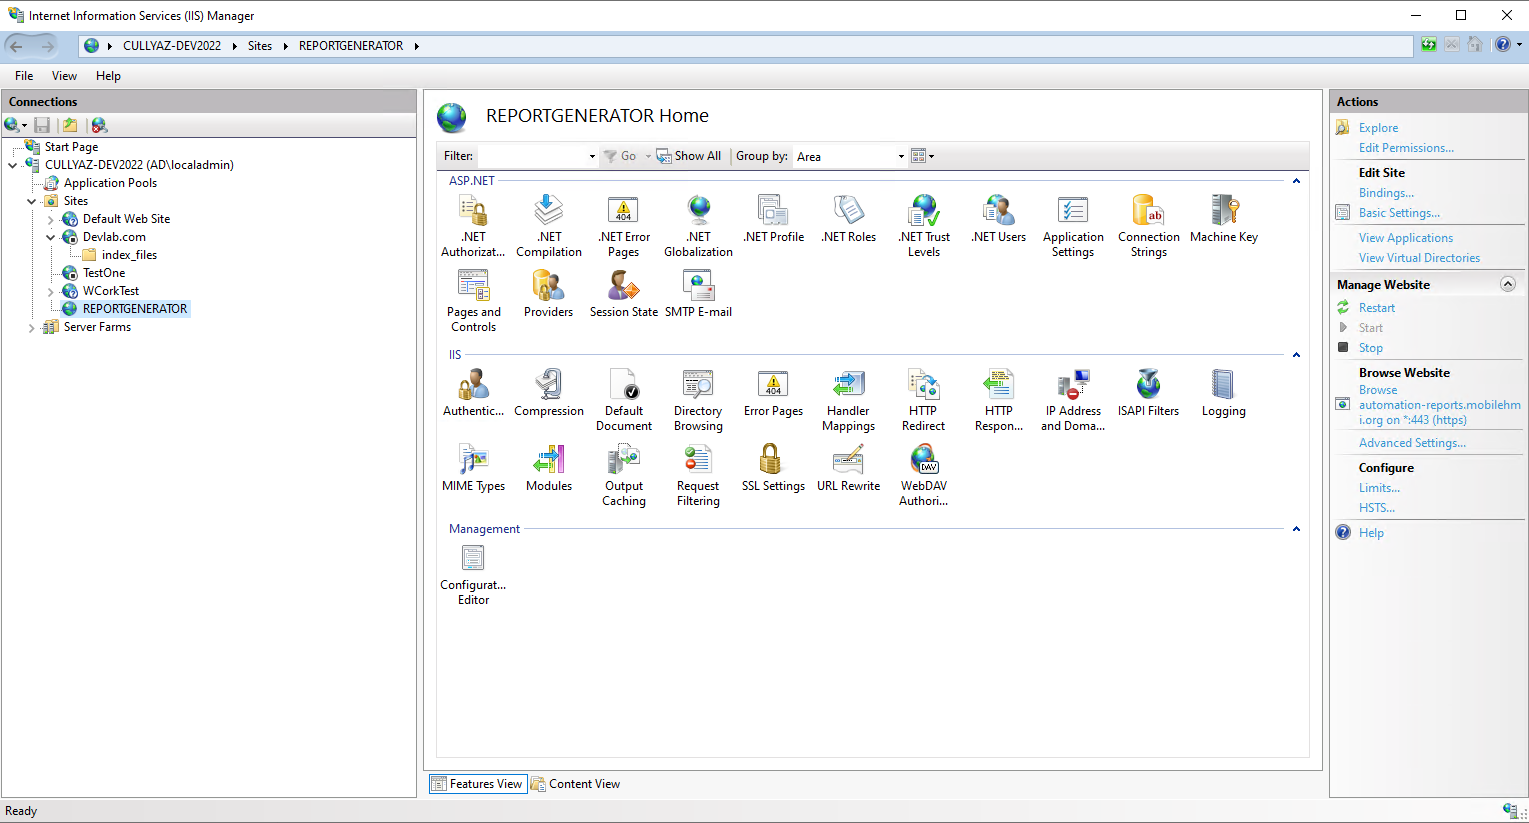 Internet Information Services (IIS) Manager
CULLYAZ-DEV2022 Sites REPORTGENERATOR
File View Help
Connections
Start Page
CULLYAZ-DEV2022 (AD\localadmin)
Application Pools
Sites
Default Web Site
Devlab.com
index_files
TestOne
WCorkTest
REPORTGENERATOR
Server Farms
REPORTGENERATOR Home
Filter: Go Show All Group by: Area
ASP.NET
.NET Authorizat...
.NET Compilation
.NET Error Pages
.NET Globalization
.NET Profile
.NET Roles
.NET Trust Levels
.NET Users
Application Settings
Connection Strings
Machine Key
Pages and Controls
Providers
Session State
SMTP E-mail
IIS
Authentic...
Compression
Default Document
Directory Browsing
Error Pages
Handler Mappings
HTTP Redirect
HTTP Respon...
IP Address and Doma...
ISAPI Filters
Logging
MIME Types
Modules
Output Caching
Request Filtering
SSL Settings
URL Rewrite
WebDAV Authori...
Management
Configurat... Editor
Features View Content View
Actions
Explore
Edit Permissions...
Edit Site
Bindings...
Basic Settings...
View Applications
View Virtual Directories
Manage Website
Restart
Start
Stop
Browse Website
Browse
automation-reports.mobilehm
i.org on *:443 (https)
Advanced Settings...
Configure
Limits...
HSTS...
Help
Ready